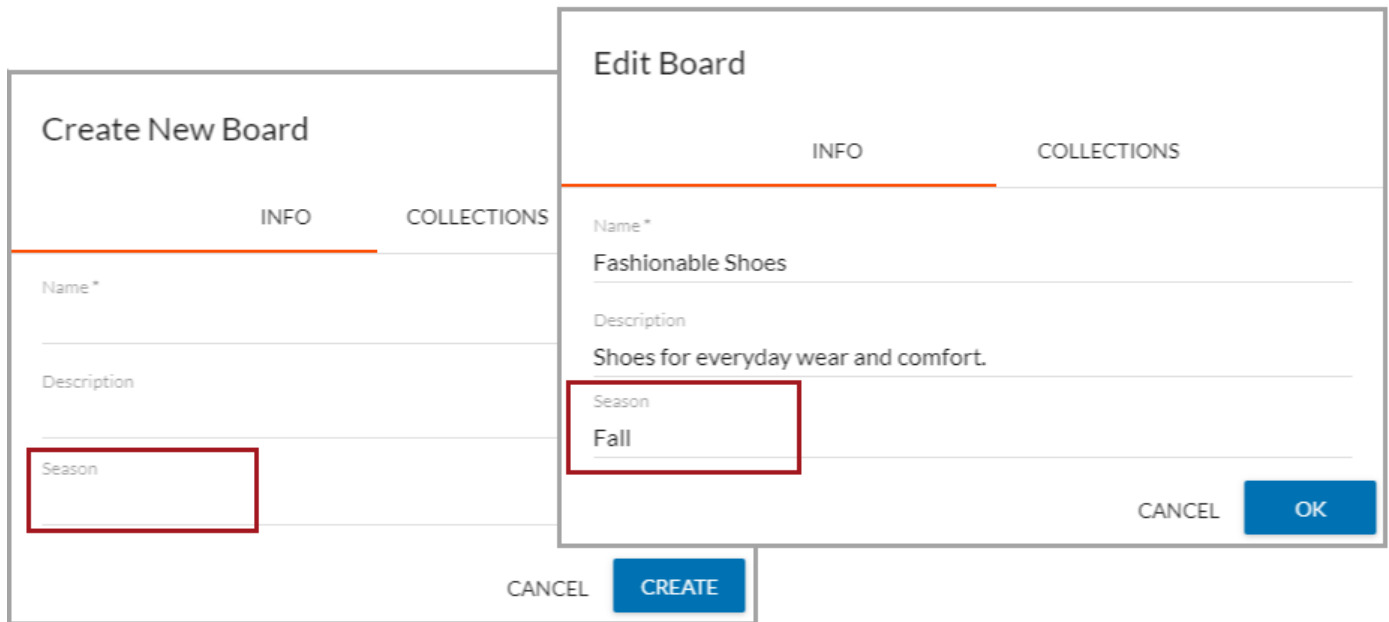 Create New Board
INFO COLLECTIONS
Name*
Description
Season
CANCEL CREATE
Edit Board
INFO COLLECTIONS
Name*
Fashionable Shoes
Description
Shoes for everyday wear and comfort.
Season
Fall
CANCEL OK